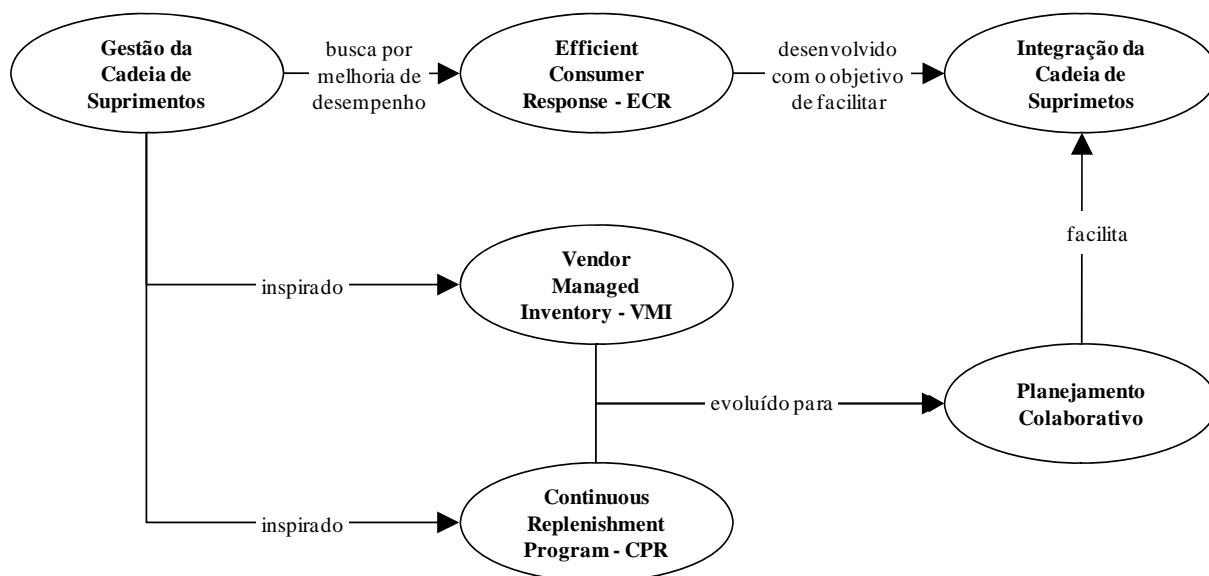 Gestão da
Cadeia de
Suprimentos
busca por
melhoria de
desempenho
Efficient
Consumer
Response - ECR
desenvolvido
com o objetivo
de facilitar
Integração da
Cadeia de
Suprimetos
facilita
inspirado
Vendor
Managed
Inventory - VMI
evoluído para
Planejamento
Colaborativo
inspirado
Continuous
Replenishment
Program - CPR